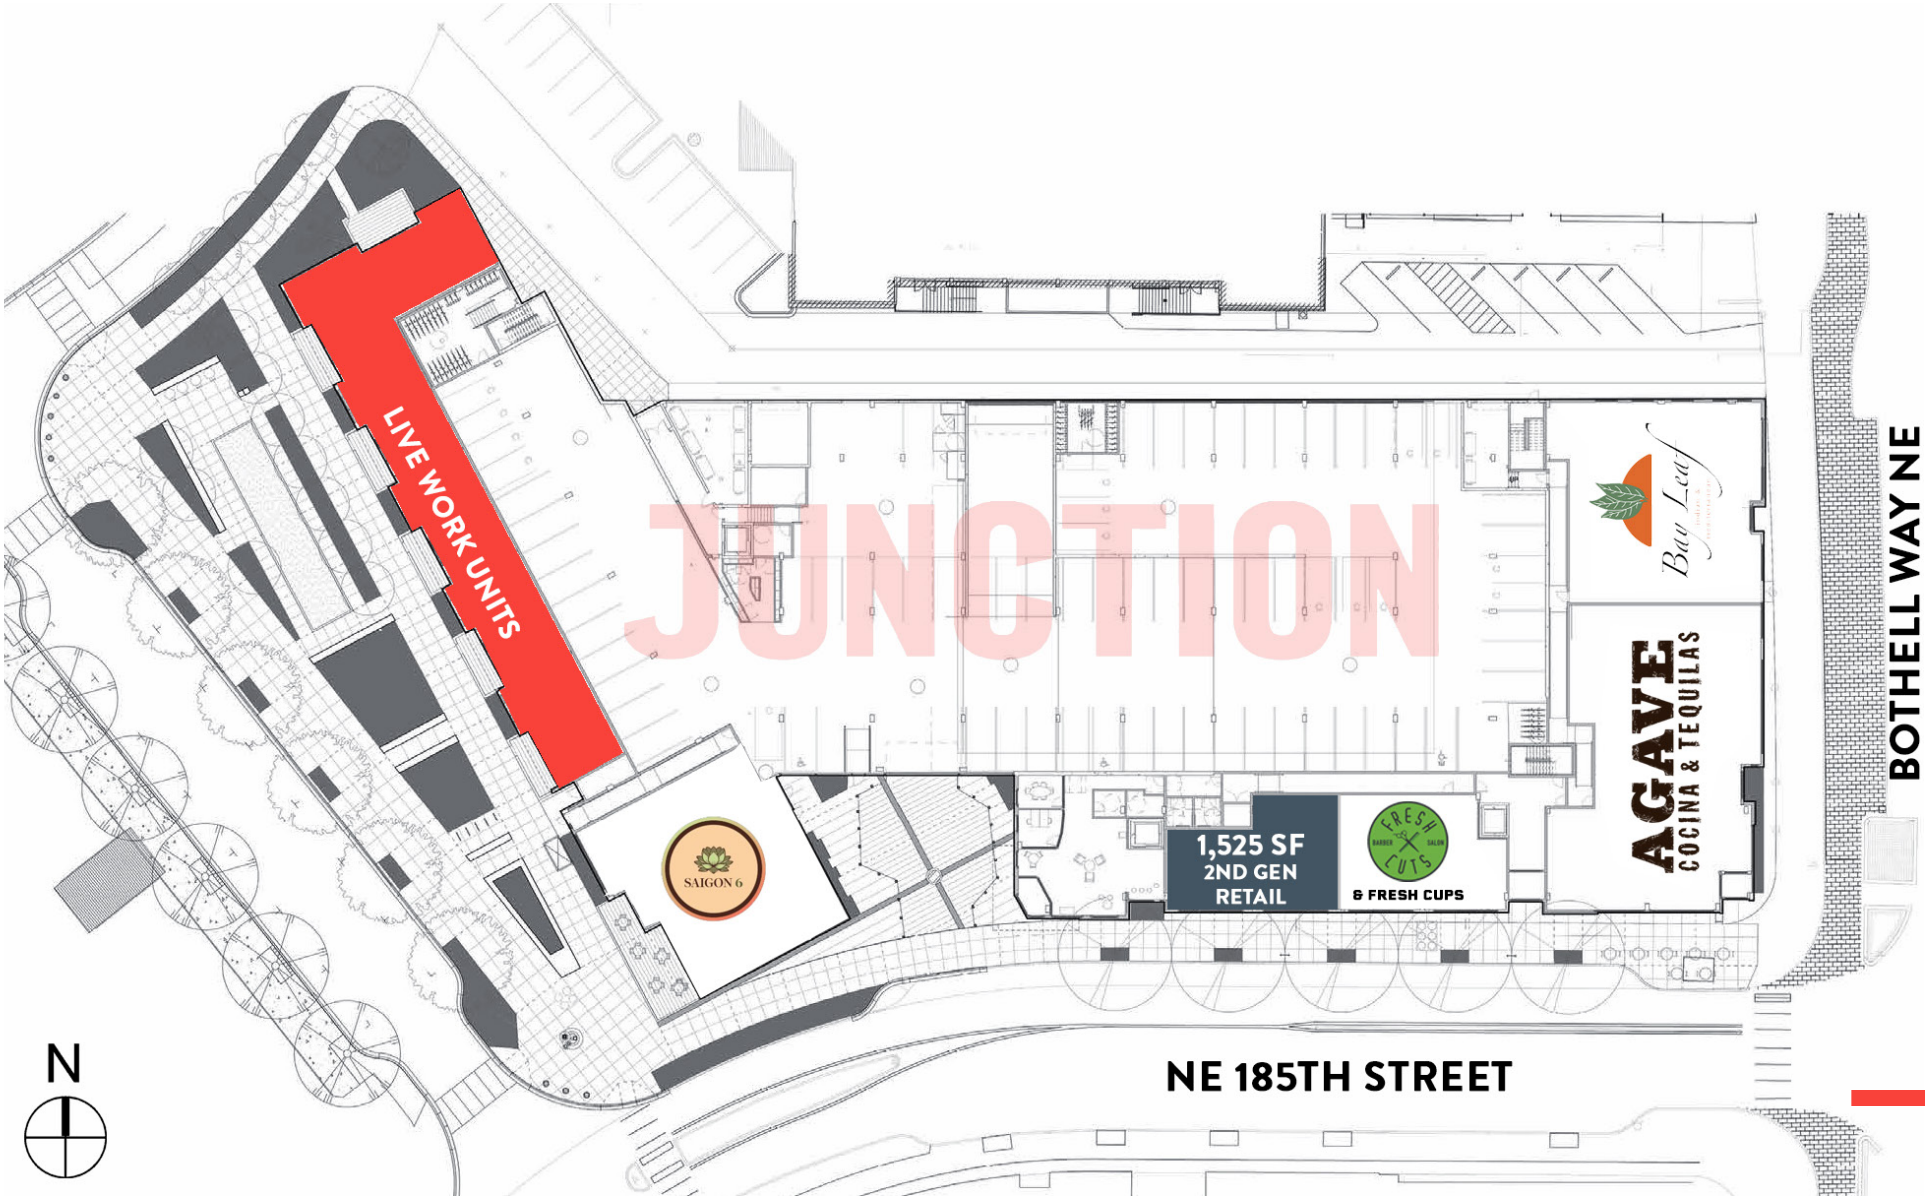 LIVE WORK UNITS
JUNCTION
Bay Leaf
AGAVE
COCINA & TEQUILAS
BOTHELL WAY NE
SAIGON 6
1,525 SF
2ND GEN
RETAIL
FRESH
BARBER SALON
CUTS
& FRESH CUPS
NE 185TH STREET
N